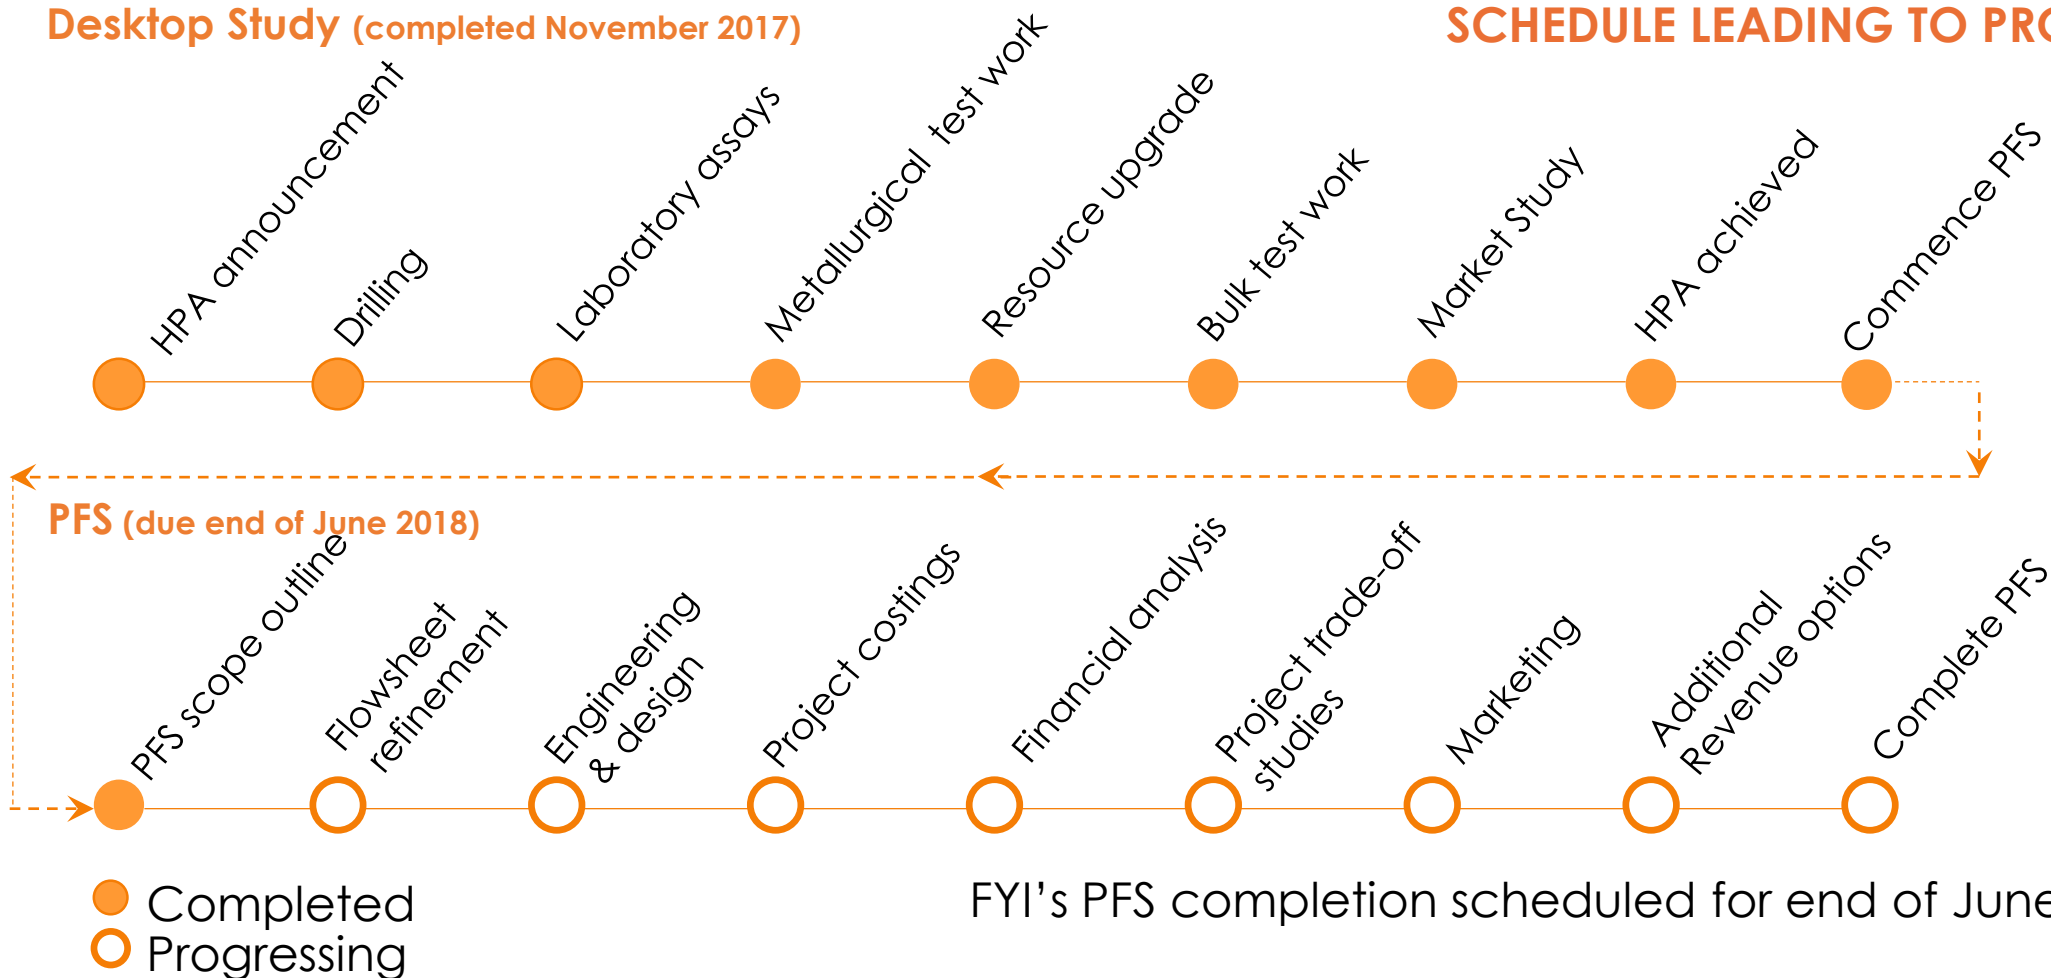 Desktop Study (completed November 2017)
SCHEDULE LEADING TO PRO
HPA announcement
Drilling
Laboratory assays
Metallurgical test work
Resource upgrade
Bulk test work
Market Study
HPA achieved
Commence PFS
PFS (due end of June 2018)
PFS scope outline
Flowsheet
refinement
Engineering
& design
Project costings
Financial analysis
Project trade-off
studies
Marketing
Additional
Revenue options
Complete PFS
Completed
Progressing
FYI's PFS completion scheduled for end of June